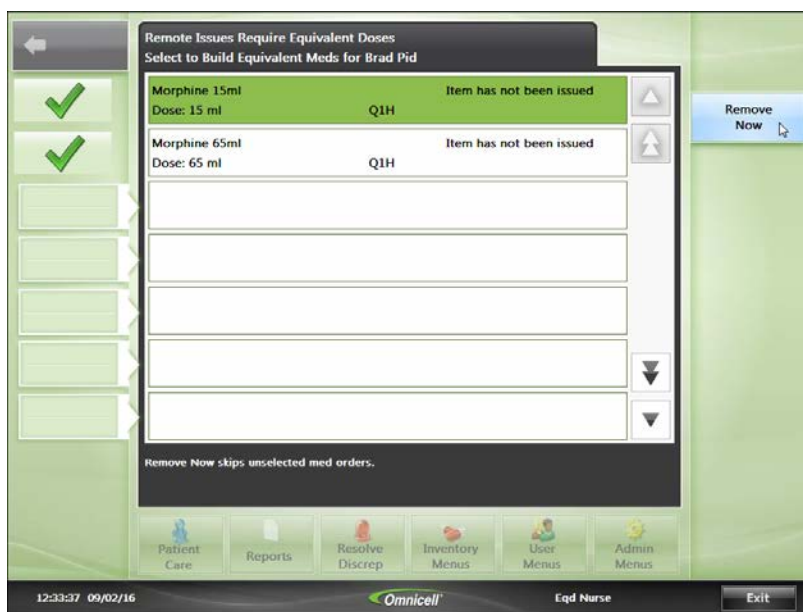 Remote Issues Require Equivalent Doses
Select to Build Equivalent Meds for Brad Pid
Morphine 15ml Item has not been issued
Dose: 15 ml Q1H
Morphine 65ml Item has not been issued
Dose: 65 ml Q1H
Remove
Now
Remove Now skips unselected med orders.
Patient
Care
Reports
Resolve
Discrep
Inventory
Menus
User
Menus
Admin
Menus
12:33:37 09/02/16 Omnicell Eqd Nurse Exit